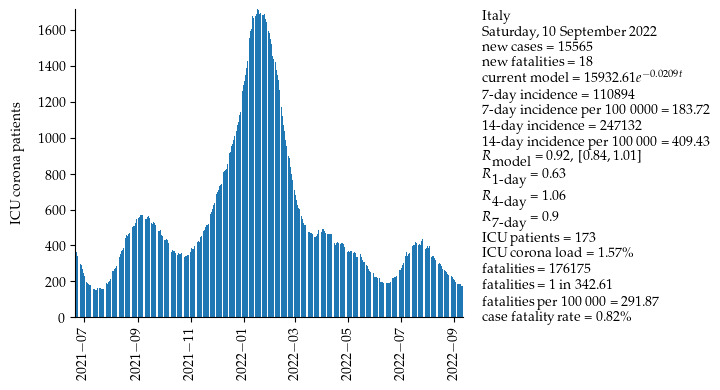 1600
1400
1200
1000
800
600
400
200
0
ICU corona patients
2021−07
2021−09
2021−11
2022−01
2022−03
2022−05
2022−07
2022−09
Italy
Saturday, 10 September 2022
new cases = 15565
new fatalities = 18
current model = 15932.61e^{−0.0209t}
7-day incidence = 110894
7-day incidence per 100 0000 = 183.72
14-day incidence = 247132
14-day incidence per 100 000 = 409.43
R_model = 0.92, [0.84, 1.01]
R_1-day = 0.63
R_4-day = 1.06
R_7-day = 0.9
ICU patients = 173
ICU corona load = 1.57%
fatalities = 176175
fatalities = 1 in 342.61
fatalities per 100 000 = 291.87
case fatality rate = 0.82%